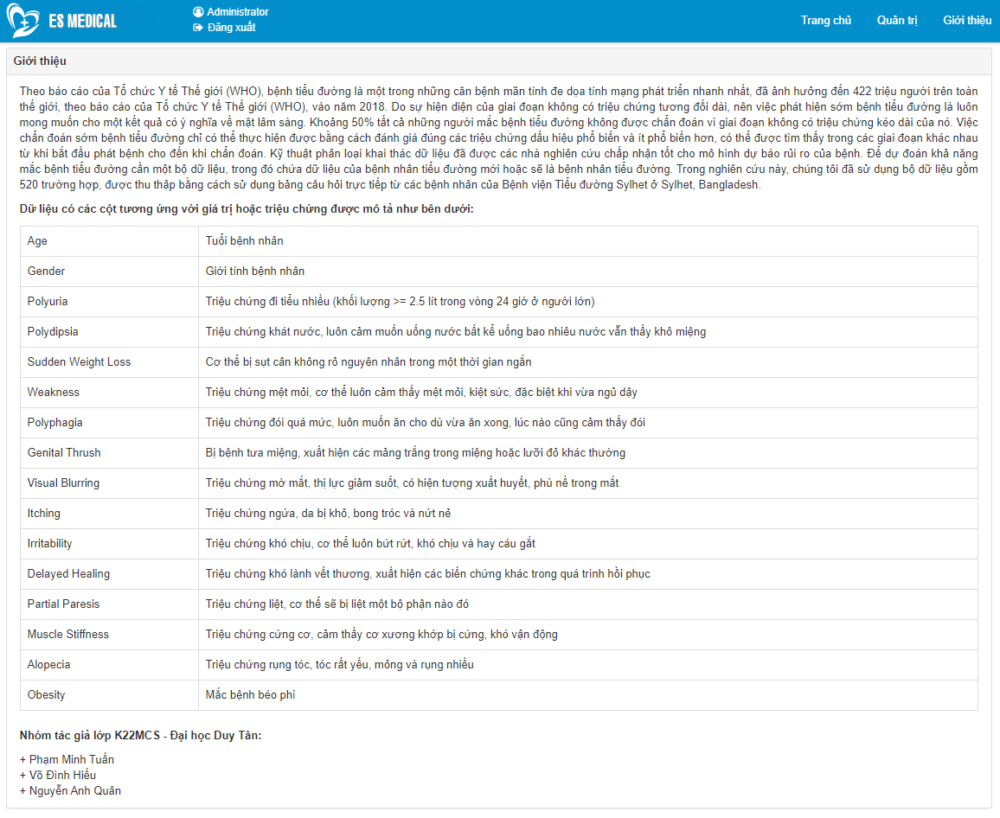 ES MEDICAL
Administrator
Đăng xuất
Trang chủ
Quản trị
Giới thiệu
Giới thiệu
Theo báo cáo của Tổ chức Y tế Thế giới (WHO), bệnh tiểu đường là một trong những căn bệnh mãn tính đe dọa tính mạng phát triển nhanh nhất, đã ảnh hưởng đến 422 triệu người trên toàn
thế giới, theo báo cáo của Tổ chức Y tế Thế giới (WHO), vào năm 2018. Do sự hiện diện của giai đoạn không có triệu chứng tương đối dài, nên việc phát hiện sớm bệnh tiểu đường là luôn
mong muốn cho một kết quả có ý nghĩa về mặt lâm sàng. Khoảng 50% tất cả những người mắc bệnh tiểu đường không được chẩn đoán vì giai đoạn không có triệu chứng kéo dài của nó. Việc
chẩn đoán sớm bệnh tiểu đường chỉ có thể thực hiện được bằng cách đánh giá đúng các triệu chứng dấu hiệu phổ biến và ít phổ biến hơn, có thể được tìm thấy trong các giai đoạn khác nhau
từ khi bắt đầu phát bệnh cho đến khi chẩn đoán. Kỹ thuật phân loại khai thác dữ liệu đã được các nhà nghiên cứu chấp nhận tốt cho mô hình dự báo rủi ro của bệnh. Để dự đoán khả năng
mắc bệnh tiểu đường cần một bộ dữ liệu, trong đó chứa dữ liệu của bệnh nhân tiểu đường mới hoặc sẽ là bệnh nhân tiểu đường. Trong nghiên cứu này, chúng tôi đã sử dụng bộ dữ liệu gồm
520 trường hợp, được thu thập bằng cách sử dụng bảng câu hỏi trực tiếp từ các bệnh nhân của Bệnh viện Tiểu đường Sylhet ở Sylhet, Bangladesh.
Dữ liệu có các cột tương ứng với giá trị hoặc triệu chứng được mô tả như bên dưới:
Age Tuổi bệnh nhân
Gender Giới tính bệnh nhân
Polyuria Triệu chứng đi tiểu nhiều (khối lượng >= 2.5 lít trong vòng 24 giờ ở người lớn)
Polydipsia Triệu chứng khát nước, luôn cảm muốn uống nước bất kể uống bao nhiêu nước vẫn thấy khô miệng
Sudden Weight Loss Cơ thể bị sụt cân không rõ nguyên nhân trong một thời gian ngắn
Weakness Triệu chứng mệt mỏi, cơ thể luôn cảm thấy mệt mỏi, kiệt sức, đặc biệt khi vừa ngủ dậy
Polyphagia Triệu chứng đói quá mức, luôn muốn ăn cho dù vừa ăn xong, lúc nào cũng cảm thấy đói
Genital Thrush Bị bệnh tưa miệng, xuất hiện các mảng trắng trong miệng hoặc lưỡi đỏ khác thường
Visual Blurring Triệu chứng mờ mắt, thị lực giảm suốt, có hiện tượng xuất huyết, phù nề trong mắt
Itching Triệu chứng ngứa, da bị khô, bong tróc và nứt nẻ
Irritability Triệu chứng khó chịu, cơ thể luôn bứt rứt, khó chịu và hay cáu gắt
Delayed Healing Triệu chứng khó lành vết thương, xuất hiện các biến chứng khác trong quá trình hồi phục
Partial Paresis Triệu chứng liệt, cơ thể sẽ bị liệt một bộ phận nào đó
Muscle Stiffness Triệu chứng cứng cơ, cảm thấy cơ xương khớp bị cứng, khó vận động
Alopecia Triệu chứng rụng tóc, tóc rất yếu, mỏng và rụng nhiều
Obesity Mắc bệnh béo phì
Nhóm tác giả lớp K22MCS - Đại học Duy Tân:
+ Phạm Minh Tuấn
+ Võ Đình Hiếu
+ Nguyễn Anh Quân